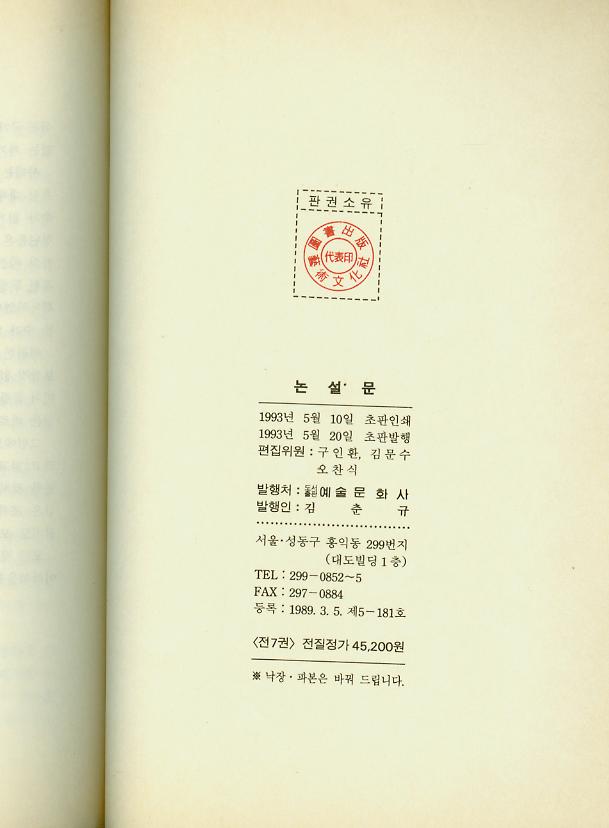 판권소유
圖書出版
藝術文化社
代表印
논 설·문
1993년 5월 10일 초판인쇄
1993년 5월 20일 초판발행
편집위원 : 구인환, 김문수
오찬식
발행처 : 도서출판 예술문화사
발행인 : 김 춘 규
서울·성동구 홍익동 299번지
(대도빌딩 1층)
TEL : 299-0852~5
FAX : 297-0884
등록 : 1989. 3. 5. 제5-181호
〈전7권〉 전질정가 45,200원
※ 낙장·파본은 바꿔 드립니다.